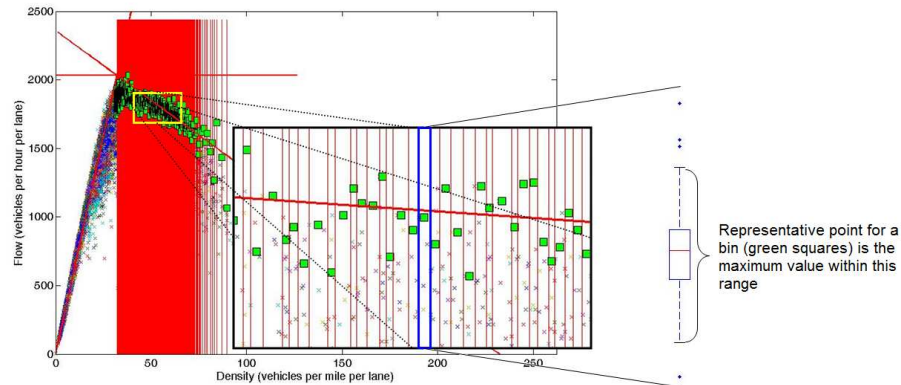 2500
2000
1500
1000
500
0
0
50
100
150
200
250
Flow (vehicles per hour per lane)
Density (vehicles per mile per lane)
Representative point for a
bin (green squares) is the
maximum value within this
range